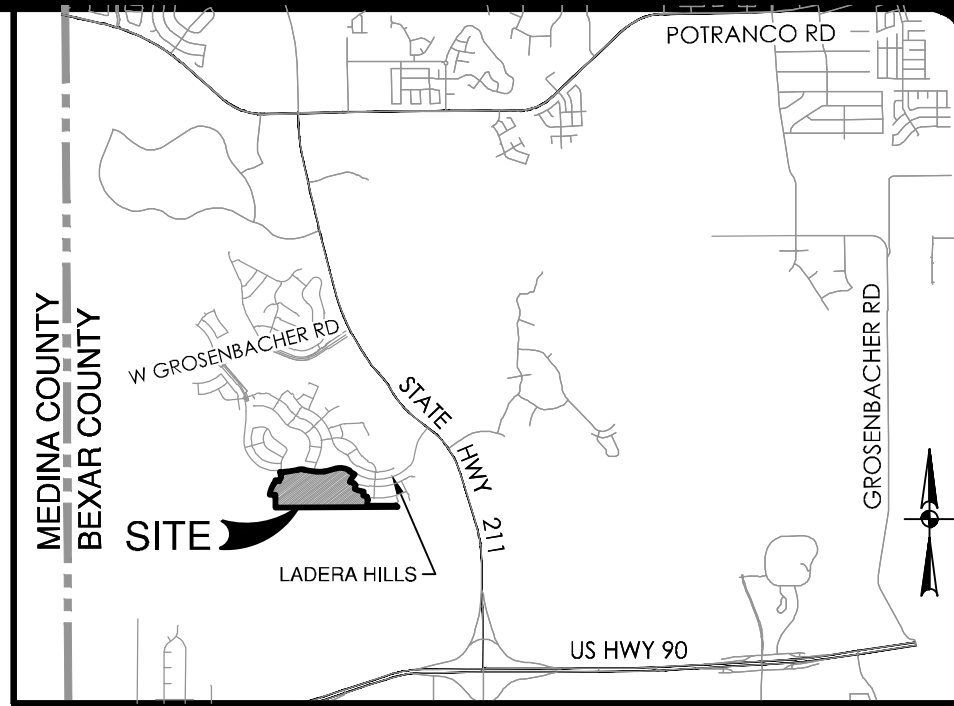 POTRANCO RD
MEDINA COUNTY
BEXAR COUNTY
W GROSENBACHER RD
GROSENBACHER RD
STATE HWY 211
SITE
LADERA HILLS
US HWY 90